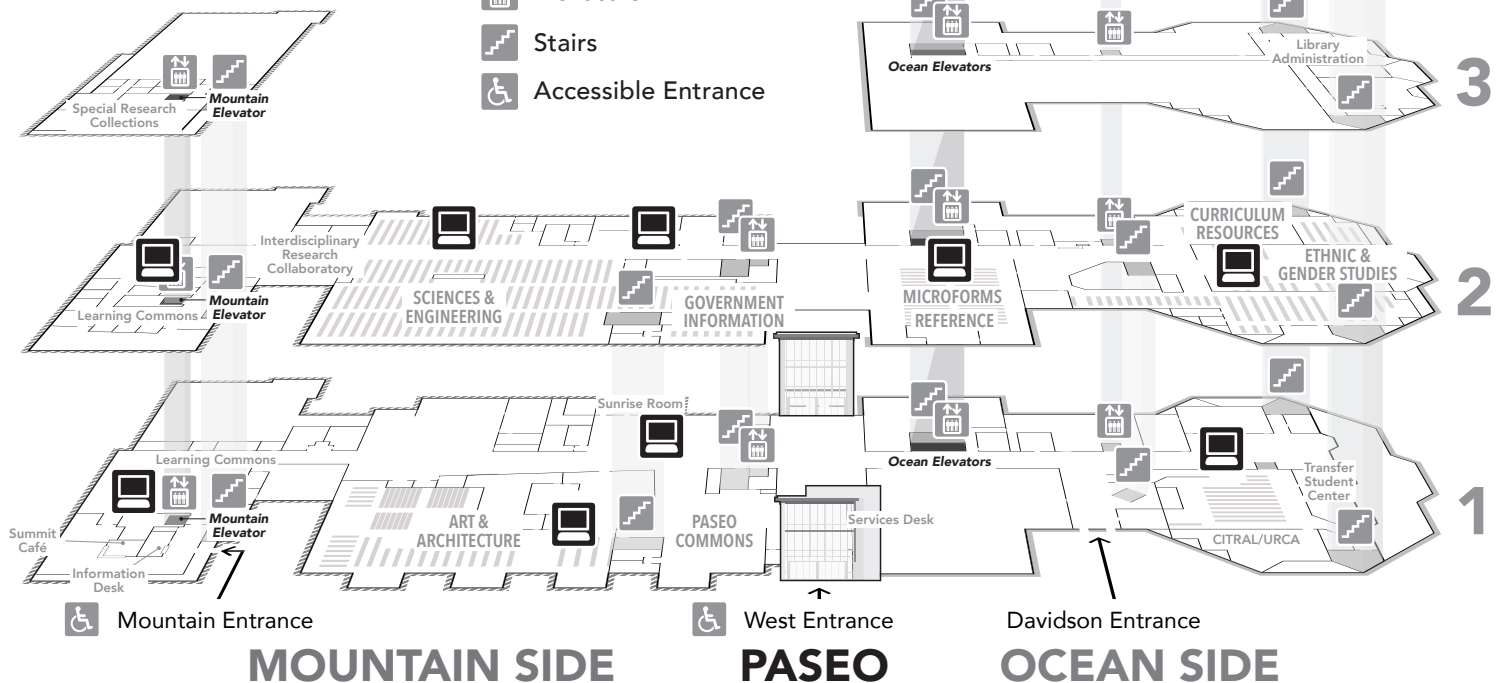 Stairs
Accessible Entrance
Special Research
Collections
Mountain
Elevator
Ocean Elevators
Library
Administration
3
Interdisciplinary
Research
Collaboratory
Learning Commons
Mountain
Elevator
SCIENCES &
ENGINEERING
GOVERNMENT
INFORMATION
MICROFORMS
REFERENCE
CURRICULUM
RESOURCES
ETHNIC &
GENDER STUDIES
2
Sunrise Room
Learning Commons
Mountain
Elevator
Summit
Café
Information
Desk
ART &
ARCHITECTURE
PASEO
COMMONS
Services Desk
Ocean Elevators
Transfer
Student
Center
CITRAL/URCA
1
Mountain Entrance
West Entrance
Davidson Entrance
MOUNTAIN SIDE
PASEO
OCEAN SIDE